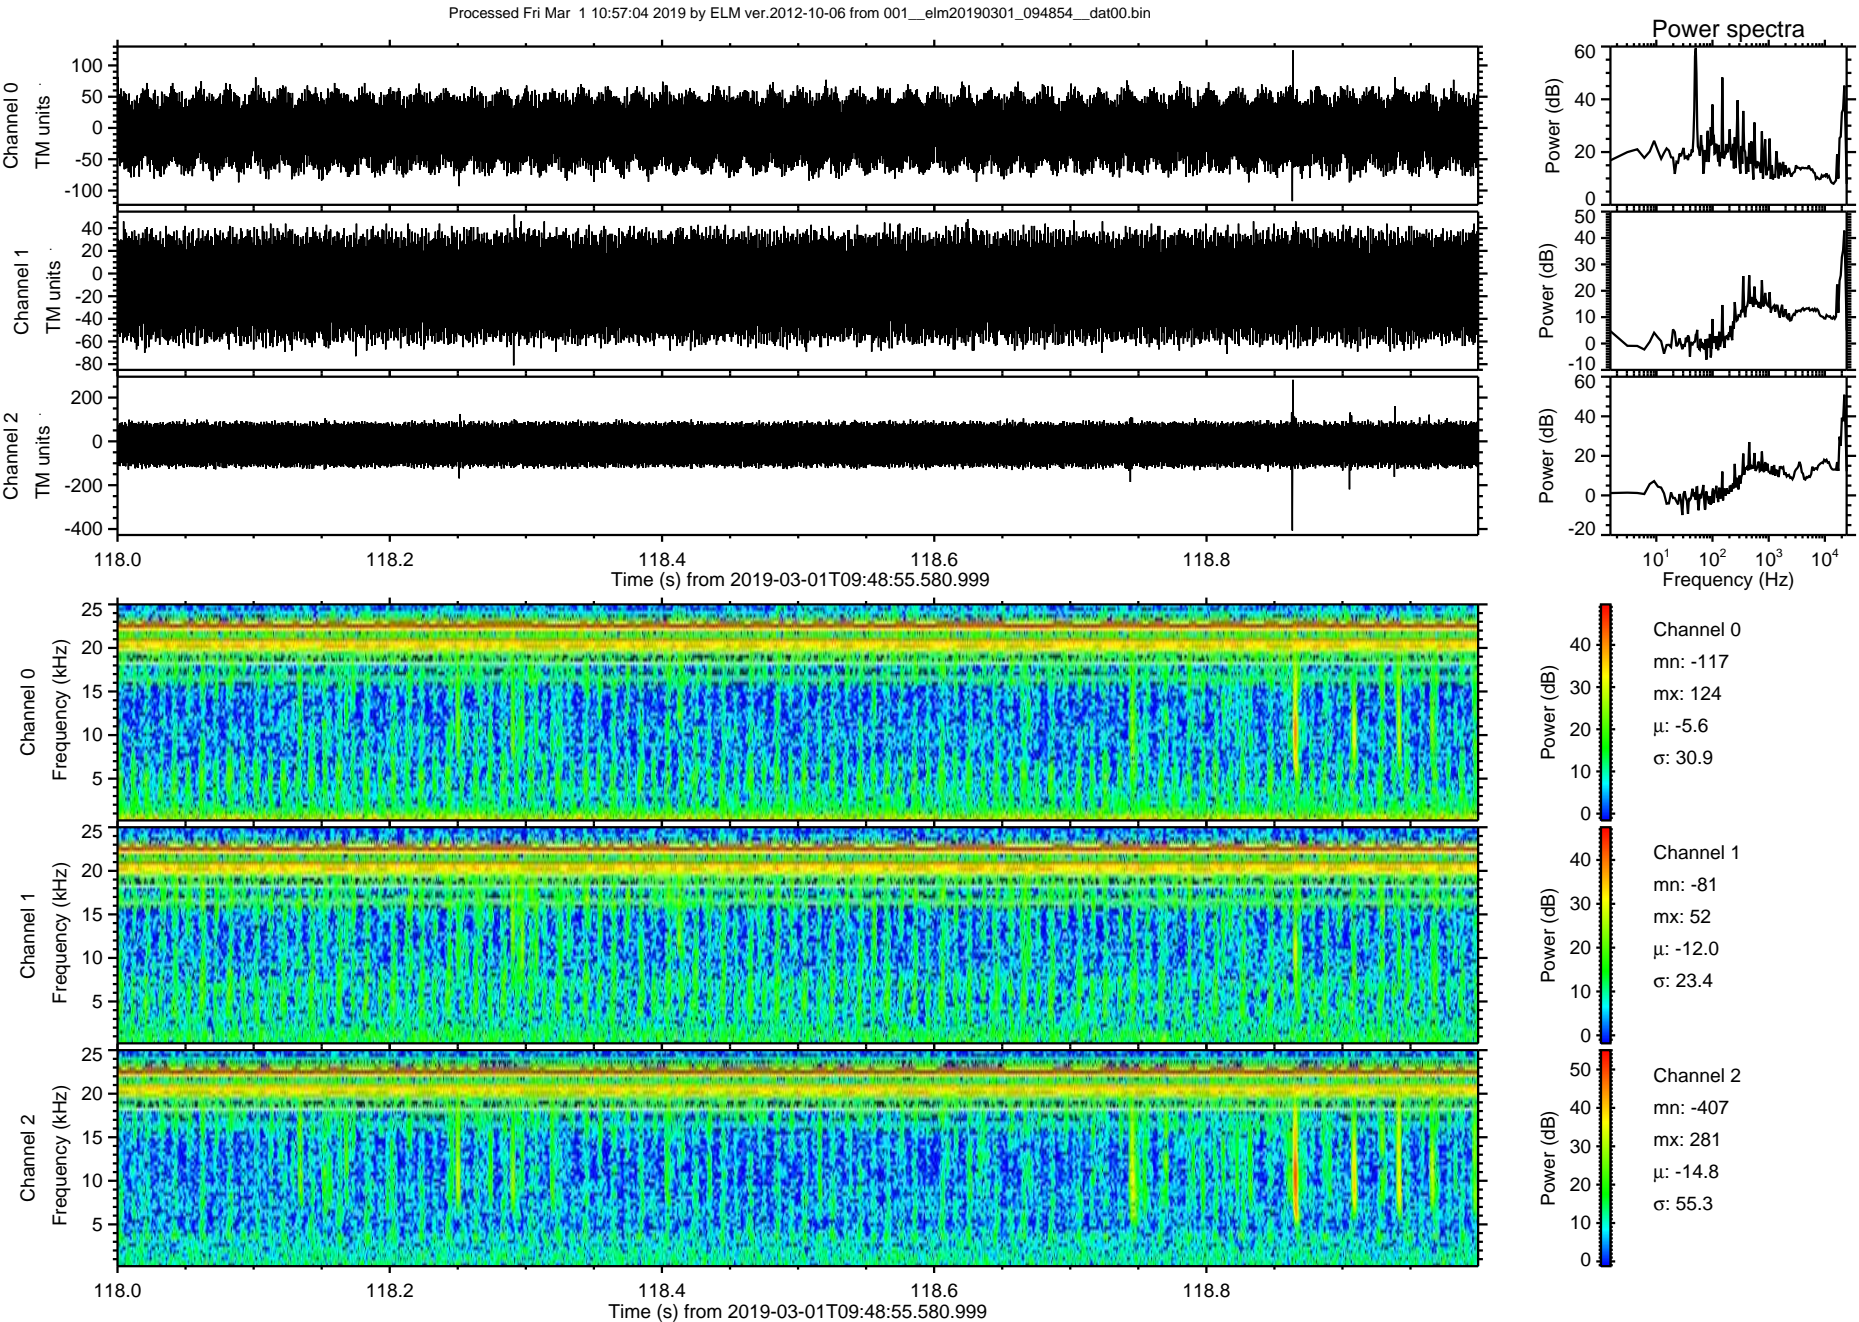 Processed Fri Mar  1 10:57:04 2019 by ELM ver.2012-10-06 from 001__elm20190301_094854__dat00.bin
Power spectra
Channel 0
TM units
100
50
0
-50
-100
Power (dB)
60
40
20
0
Channel 1
TM units
40
20
0
-20
-40
-60
-80
Power (dB)
50
40
30
20
10
0
-10
Channel 2
TM units
200
0
-200
-400
Power (dB)
60
40
20
0
-20
118.0 118.2 118.4 118.6 118.8
Time (s) from 2019-03-01T09:48:55.580.999
10¹ 10² 10³ 10⁴
Frequency (Hz)
Channel 0
Frequency (kHz)
25
20
15
10
5
Power (dB)
40
30
20
10
0
Channel 0
mn: -117
mx: 124
µ: -5.6
σ: 30.9
Channel 1
Frequency (kHz)
25
20
15
10
5
Power (dB)
40
30
20
10
0
Channel 1
mn: -81
mx: 52
µ: -12.0
σ: 23.4
Channel 2
Frequency (kHz)
25
20
15
10
5
Power (dB)
50
40
30
20
10
0
Channel 2
mn: -407
mx: 281
µ: -14.8
σ: 55.3
118.0 118.2 118.4 118.6 118.8
Time (s) from 2019-03-01T09:48:55.580.999